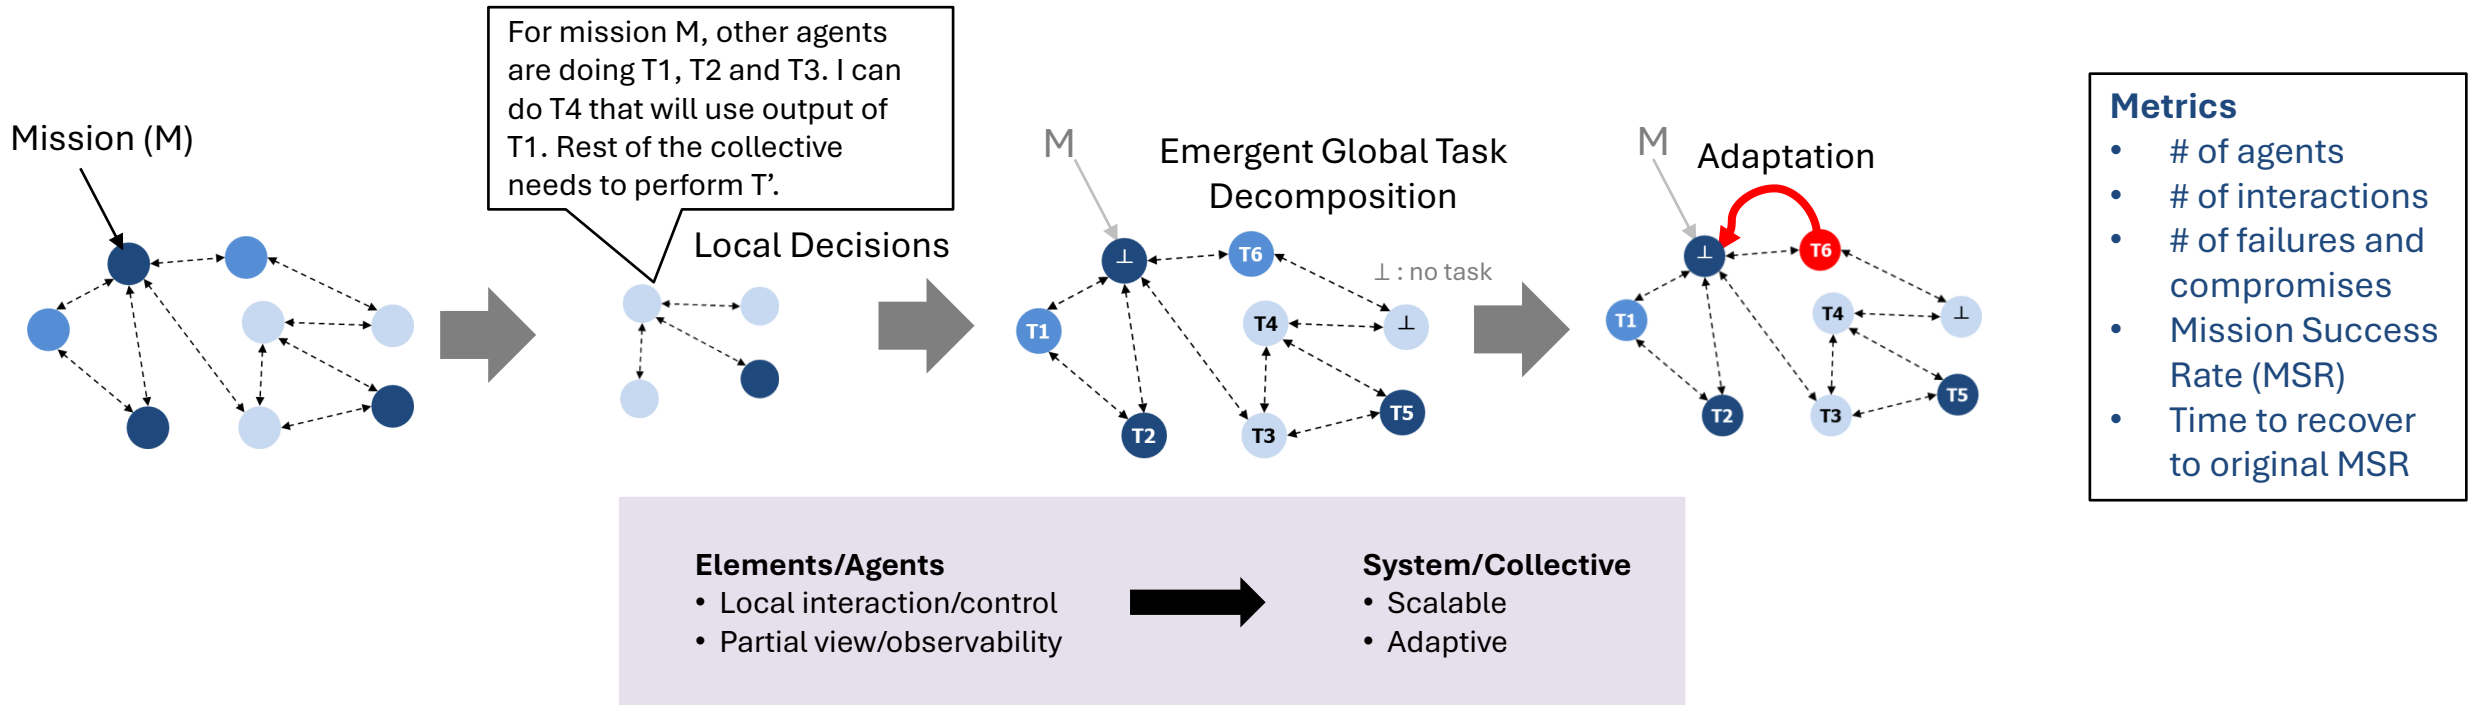 Mission (M)
For mission M, other agents
are doing T1, T2 and T3. I can
do T4 that will use output of
T1. Rest of the collective
needs to perform T’.
Local Decisions
M
Emergent Global Task
Decomposition
⊥
T6
⊥ : no task
T1
T4
⊥
T2
T3
T5
M
Adaptation
⊥
T6
T1
T4
⊥
T2
T3
T5
Metrics
• # of agents
• # of interactions
• # of failures and
compromises
• Mission Success
Rate (MSR)
• Time to recover
to original MSR
Elements/Agents
• Local interaction/control
• Partial view/observability
System/Collective
• Scalable
• Adaptive